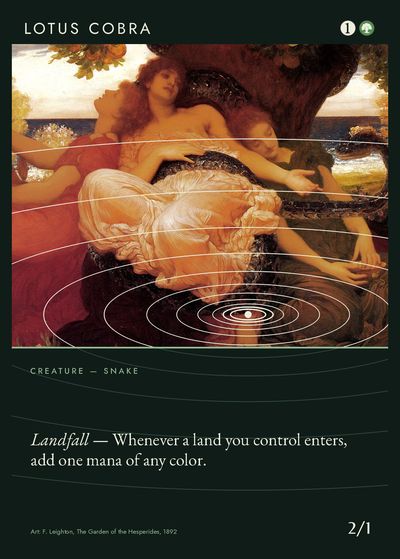 LOTUS COBRA 1
CREATURE — SNAKE
Landfall — Whenever a land you control enters,
add one mana of any color.
Art: F. Leighton, The Garden of the Hesperides, 1892
2/1